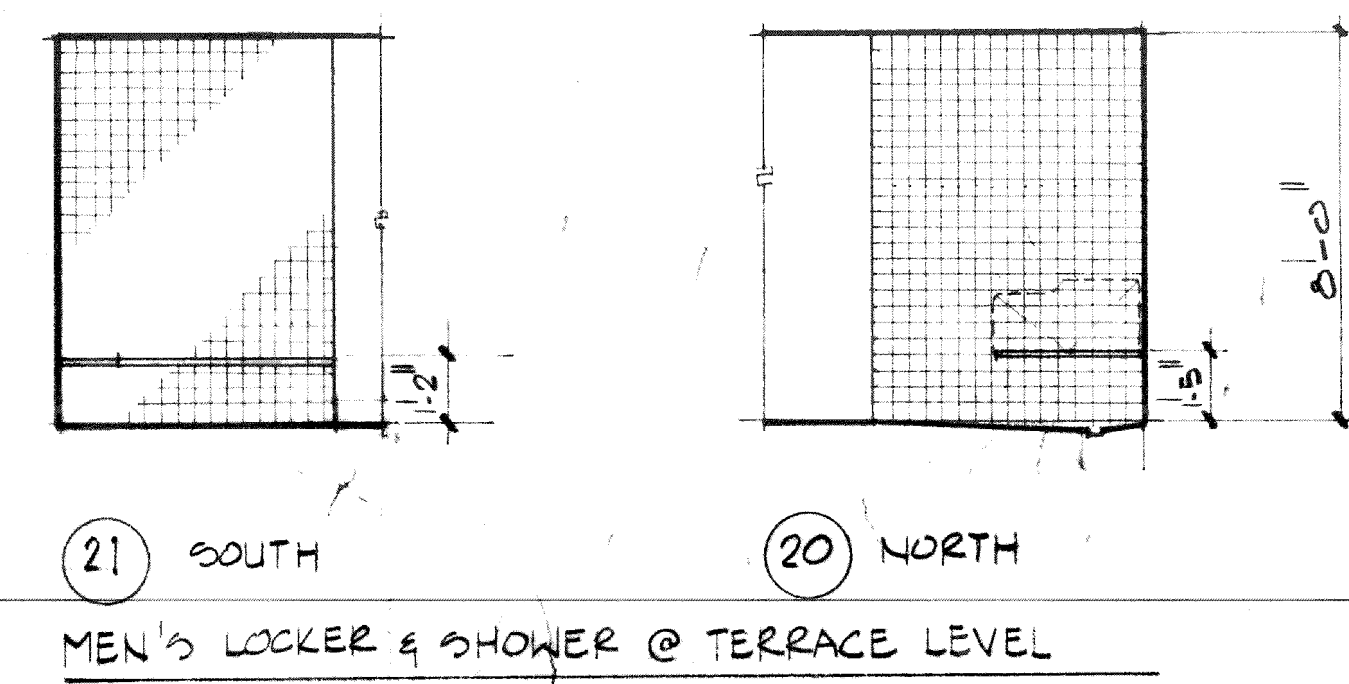 8'-0"
1'-2"
1'-5"
21 SOUTH
20 NORTH
MEN'S LOCKER & SHOWER @ TERRACE LEVEL